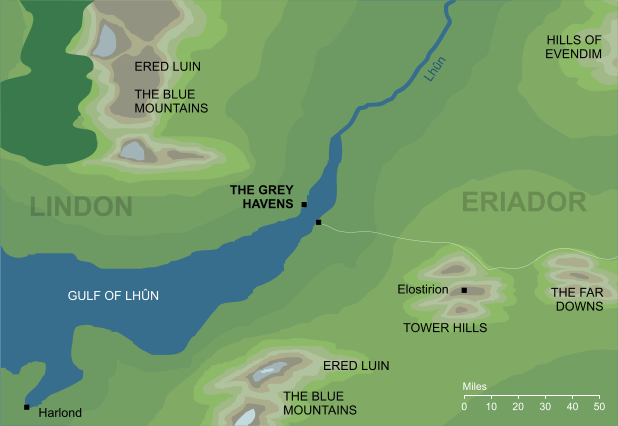 HILLS OF
EVENDIM
ERED LUIN
THE BLUE
MOUNTAINS
Lhûn
THE GREY
HAVENS
LINDON
ERIADOR
GULF OF LHÛN
Elostirion
THE FAR
DOWNS
TOWER HILLS
ERED LUIN
THE BLUE
MOUNTAINS
Harlond
Miles
0 10 20 30 40 50